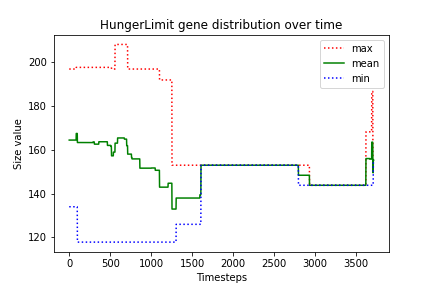 HungerLimit gene distribution over time
max
mean
min
Size value
200
180
160
140
120
0 500 1000 1500 2000 2500 3000 3500
Timesteps